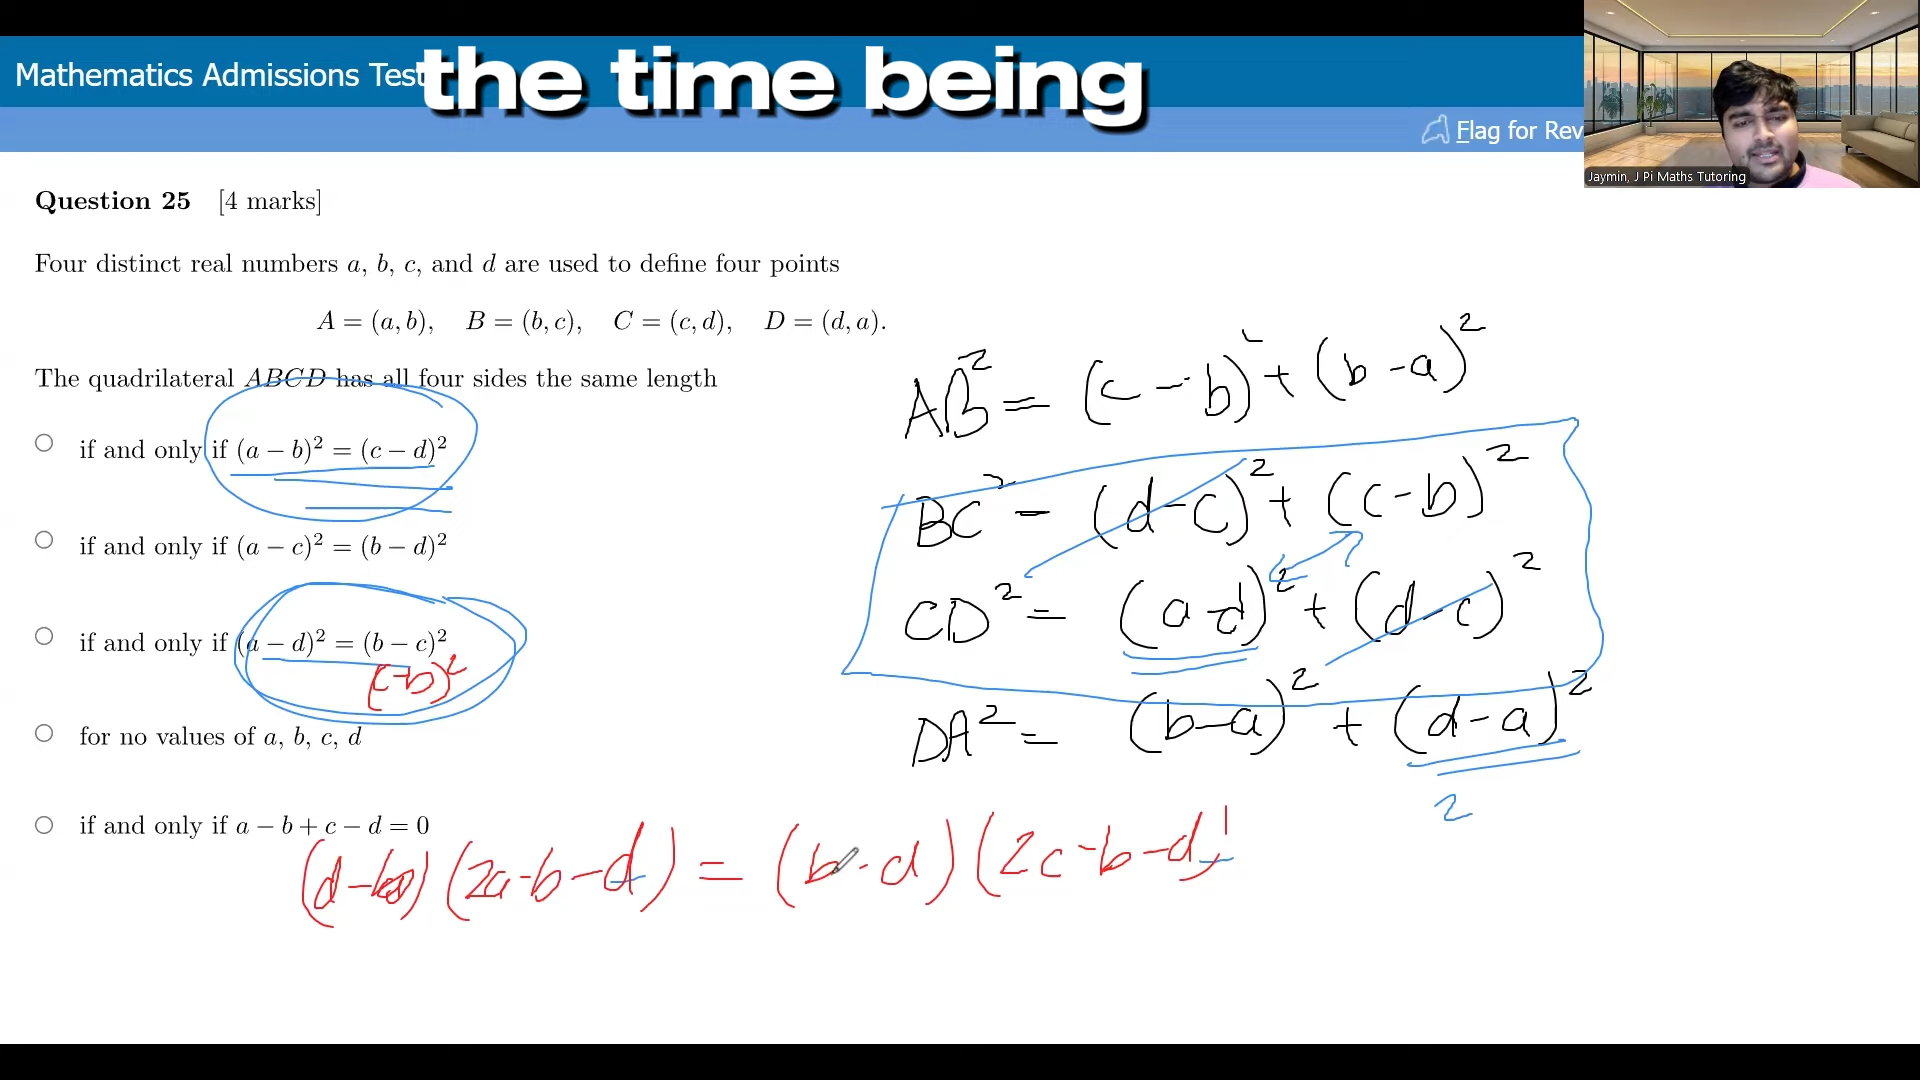 the time being
Mathematics Admissions Test
Flag for Rev
Jaymin, J Pi Maths Tutoring
Question 25 [4 marks]
Four distinct real numbers a, b, c, and d are used to define four points
A = (a, b), B = (b, c), C = (c, d), D = (d, a).
The quadrilateral ABCD has all four sides the same length
if and only if (a − b)² = (c − d)²
if and only if (a − c)² = (b − d)²
if and only if (a − d)² = (b − c)²
(c-b)²
for no values of a, b, c, d
if and only if a − b + c − d = 0
AB² = (c - b)² + (b - a)²
BC² = (d - c)² + (c - b)²
CD² = (a - d)² + (d - c)²
DA² = (b - a)² + (d - a)²
2
(2a - b - d) = (b - d) (2c - b - d)